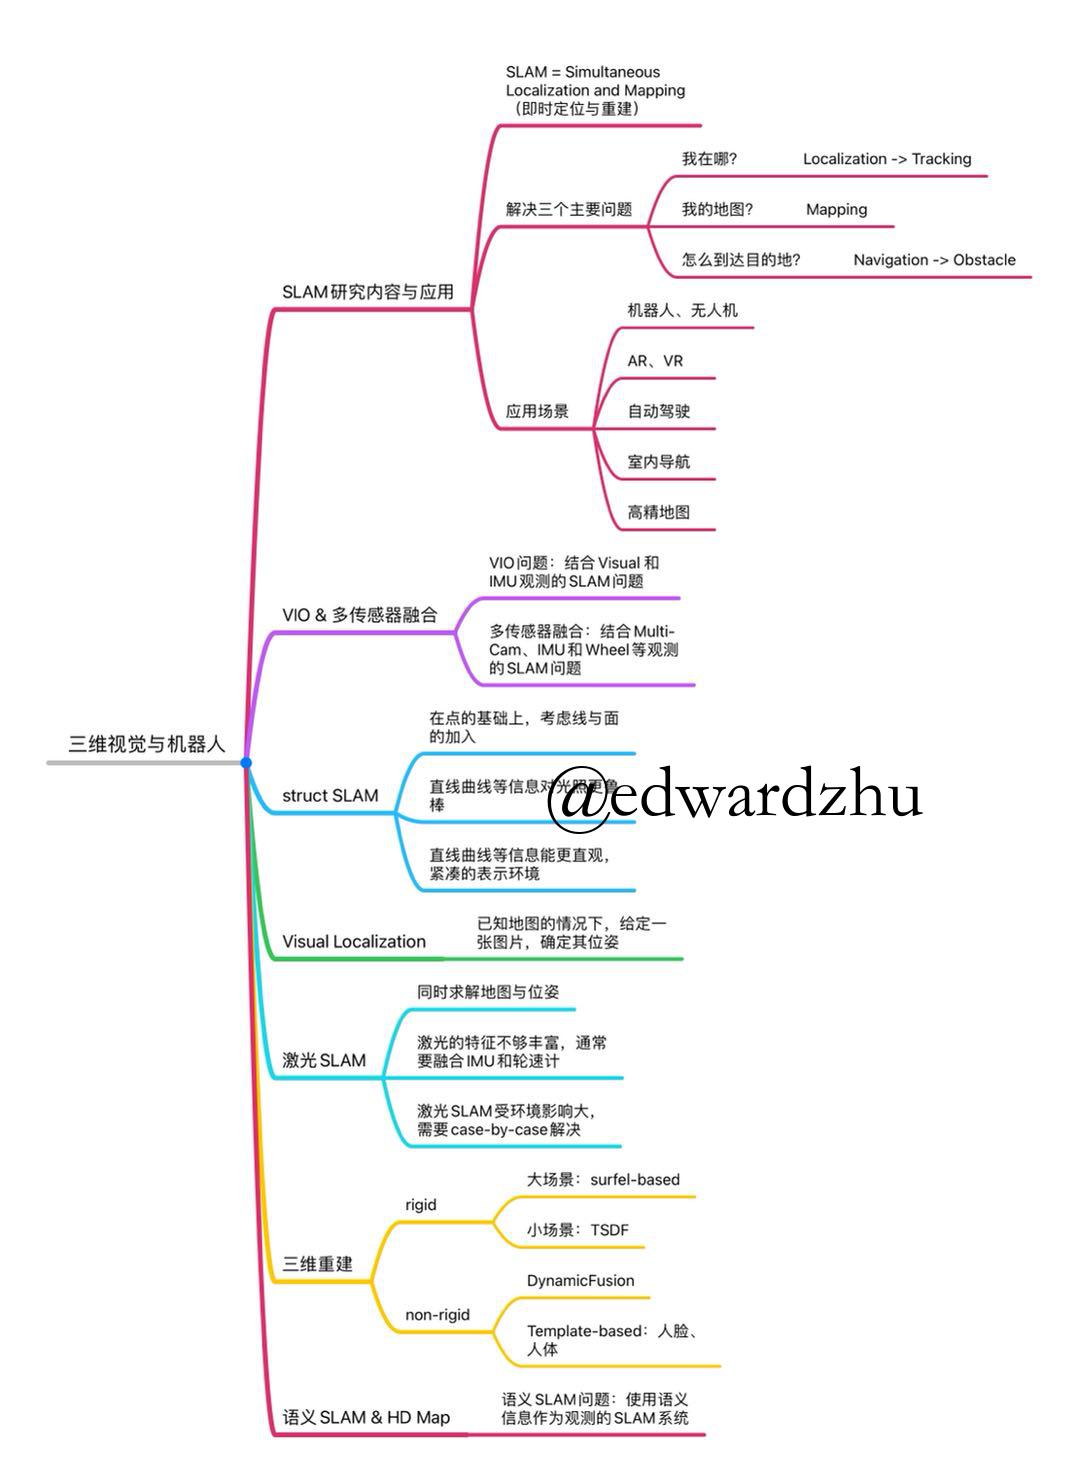 SLAM = Simultaneous
Localization and Mapping
（即时定位与重建）
我在哪？ Localization -> Tracking
解决三个主要问题
我的地图？ Mapping
怎么到达目的地？ Navigation -> Obstacle
SLAM研究内容与应用
机器人、无人机
AR、VR
应用场景
自动驾驶
室内导航
高精地图
VIO问题：结合Visual 和
IMU观测的SLAM问题
VIO & 多传感器融合
多传感器融合：结合Multi-
Cam、IMU和Wheel等观测
的SLAM问题
三维视觉与机器人
在点的基础上，考虑线与面
的加入
struct SLAM
直线曲线等信息对光照更鲁
棒
@edwardzhu
直线曲线等信息能更直观，
紧凑的表示环境
Visual Localization
已知地图的情况下，给定一
张图片，确定其位姿
同时求解地图与位姿
激光SLAM
激光的特征不够丰富，通常
要融合IMU和轮速计
激光SLAM受环境影响大，
需要case-by-case解决
三维重建
rigid
大场景：surfel-based
小场景：TSDF
non-rigid
DynamicFusion
Template-based：人脸、
人体
语义SLAM & HD Map
语义SLAM问题：使用语义
信息作为观测的SLAM系统